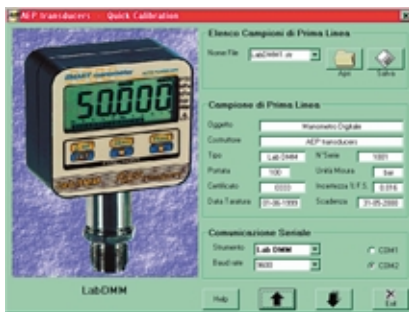 AEP transducers - Quick Calibration
Elenco Campioni di Prima Linea
Nome File LabDMM1.ini
Apri
Salva
50.000
LabDMM
Campione di Prima Linea
Oggetto Manometro Digitale
Costruttore AEP transducers
Tipo Lab DMM N°Serie 1001
Portata 100 Unità Misura bar
Certificato 0333 Incertezza % F.S. 0.016
Data Taratura 01-06-1999 Scadenza 31-05-2000
Comunicazione Seriale
Strumento Lab DMM COM1
Baud rate 9600 COM2
Help
Exit